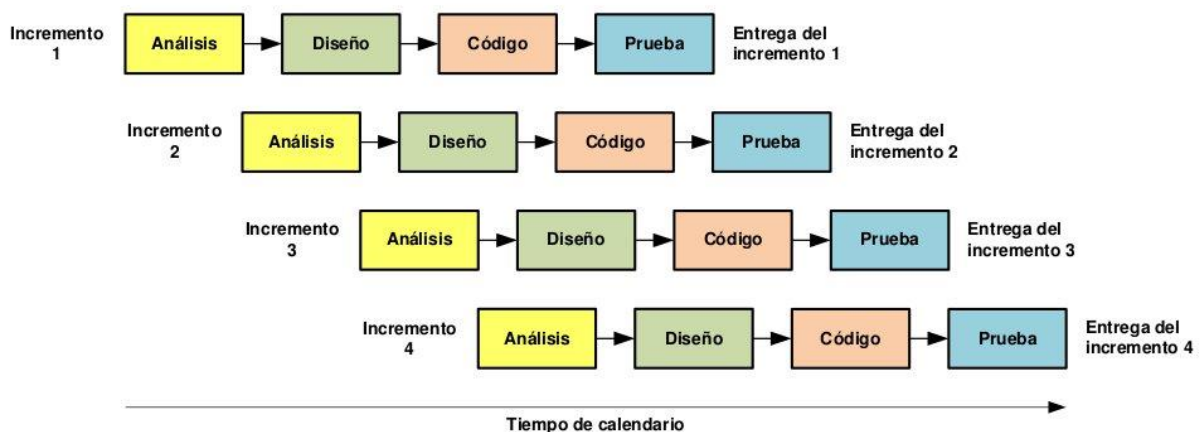 Incremento
1
Análisis
Diseño
Código
Prueba
Entrega del
incremento 1
Incremento
2
Análisis
Diseño
Código
Prueba
Entrega del
incremento 2
Incremento
3
Análisis
Diseño
Código
Prueba
Entrega del
incremento 3
Incremento
4
Análisis
Diseño
Código
Prueba
Entrega del
incremento 4
Tiempo de calendario